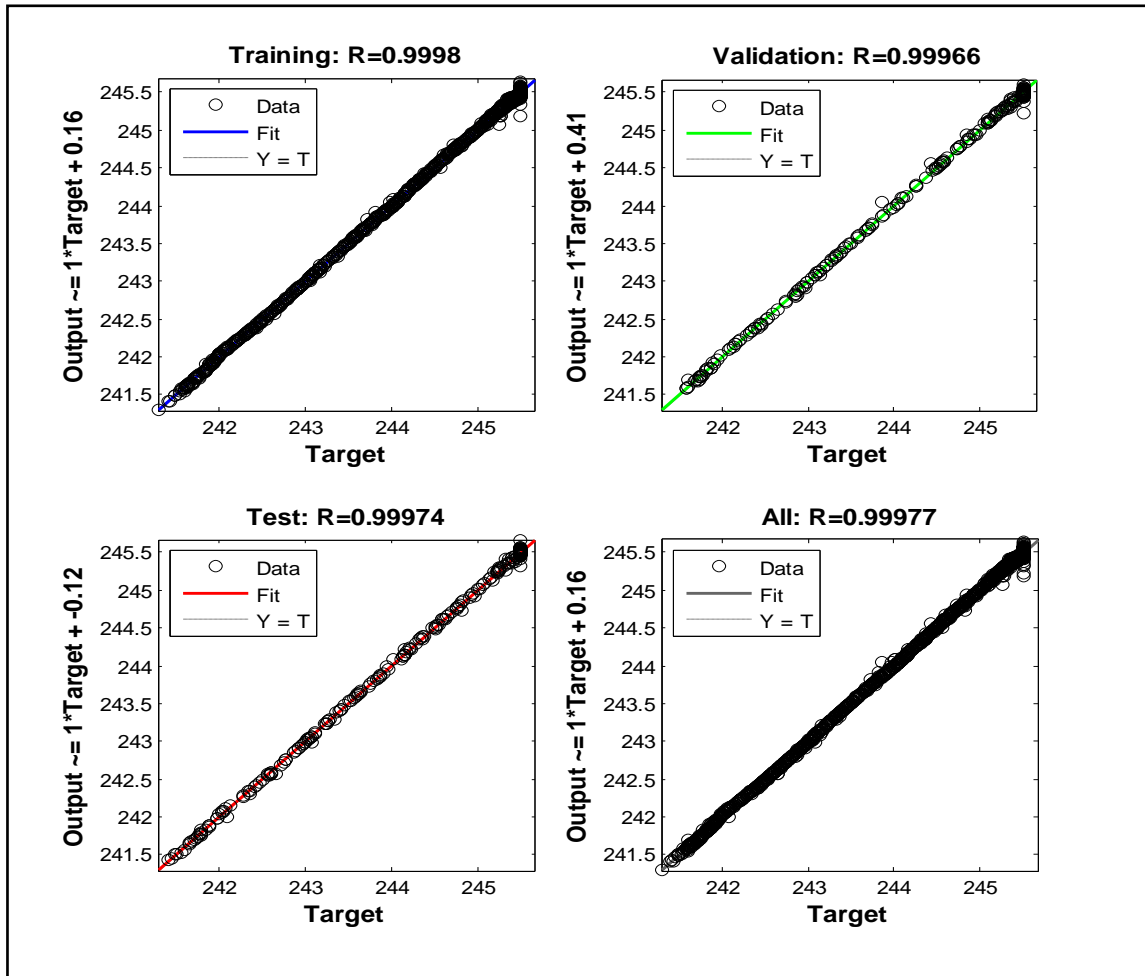 Training: R=0.9998
Output ~= 1*Target + 0.16
245.5
245
244.5
244
243.5
243
242.5
242
241.5
Data
Fit
Y = T
242 243 244 245
Target
Validation: R=0.99966
Output ~= 1*Target + 0.41
245.5
245
244.5
244
243.5
243
242.5
242
241.5
Data
Fit
Y = T
242 243 244 245
Target
Test: R=0.99974
Output ~= 1*Target + -0.12
245.5
245
244.5
244
243.5
243
242.5
242
241.5
Data
Fit
Y = T
242 243 244 245
Target
All: R=0.99977
Output ~= 1*Target + 0.16
245.5
245
244.5
244
243.5
243
242.5
242
241.5
Data
Fit
Y = T
242 243 244 245
Target